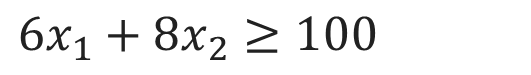 6x₁ + 8x₂ ≥ 100